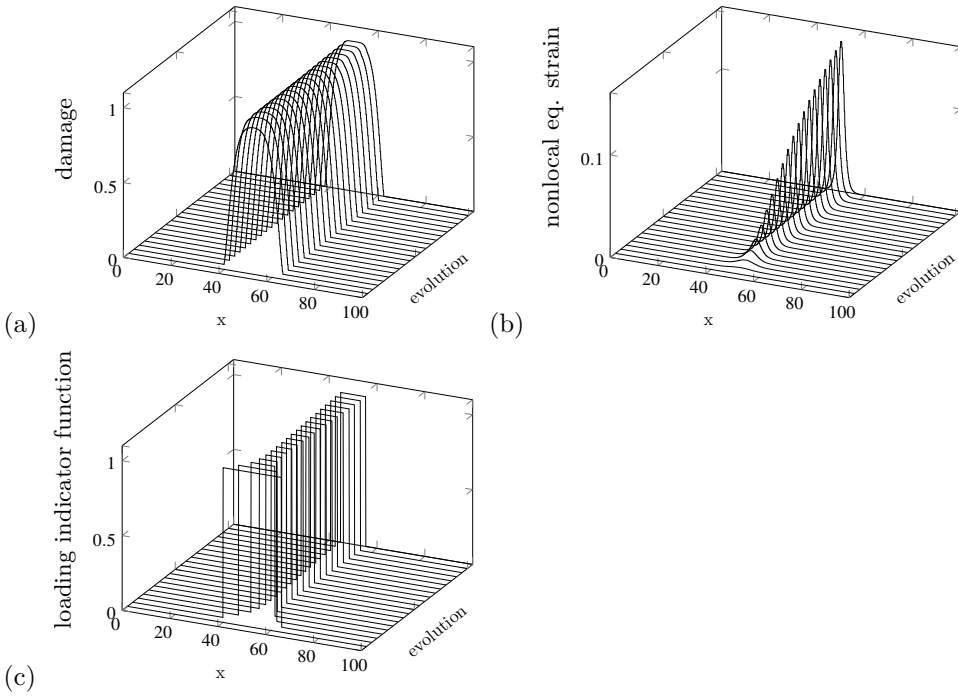 damage
1
0.5
0
0
20
40
60
80
100
x
evolution
(a)
nonlocal eq. strain
0.1
0
0
20
40
60
80
100
x
evolution
(b)
loading indicator function
1
0.5
0
0
20
40
60
80
100
x
evolution
(c)